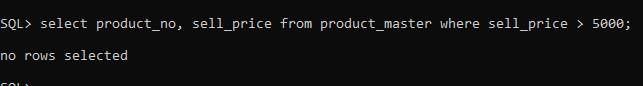 SQL> select product_no, sell_price from product_master where sell_price > 5000;
no rows selected
SQL>